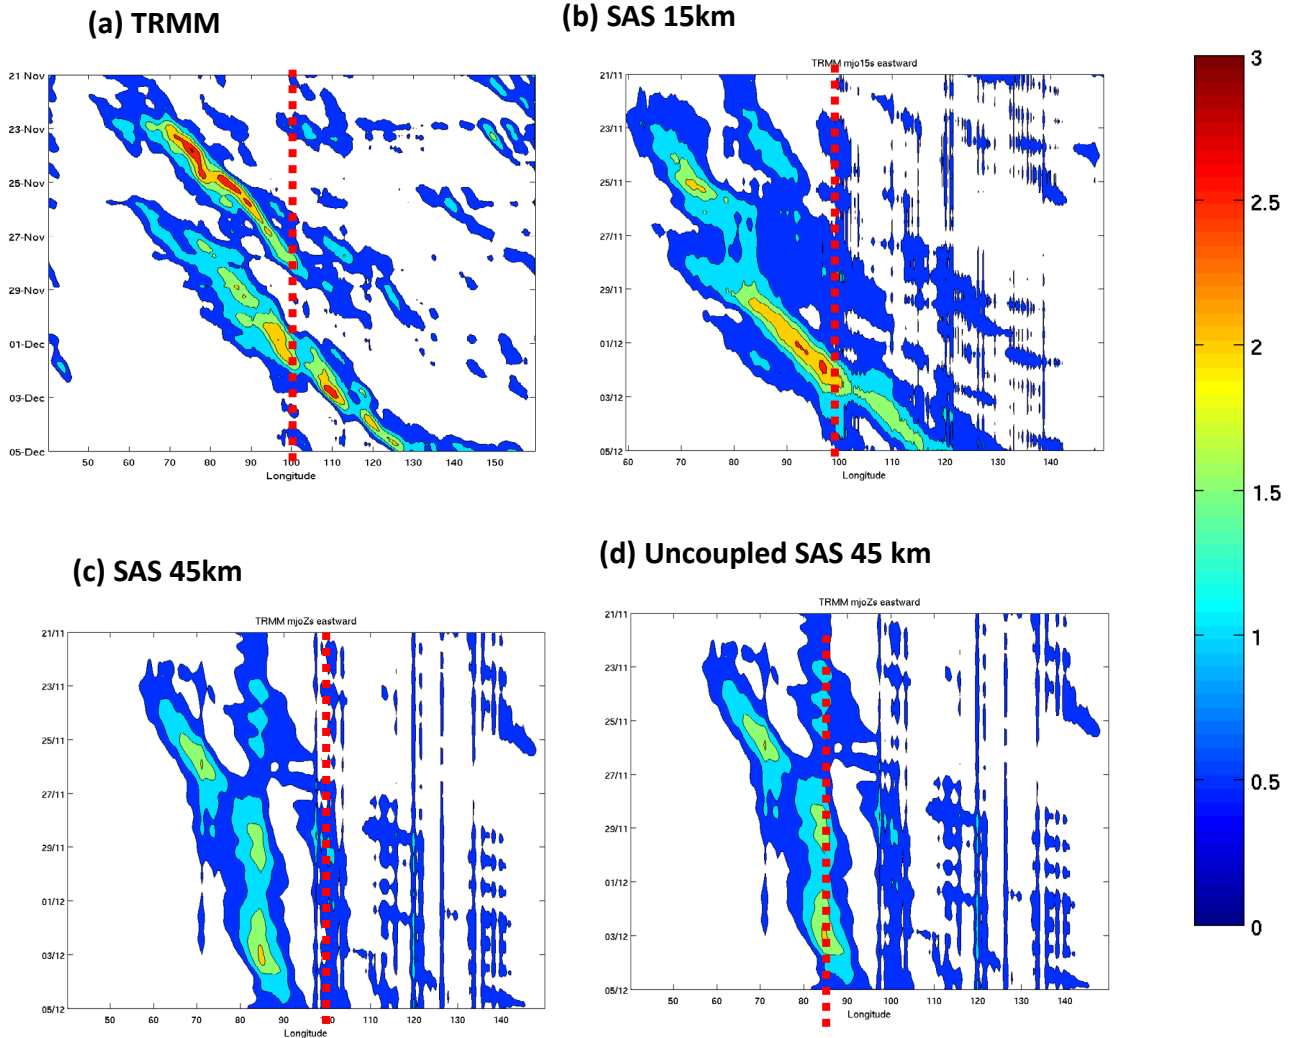 (a) TRMM
(b) SAS 15km
TRMM mjo15s eastward
21 Nov
23-Nov
25-Nov
27-Nov
29-Nov
01-Dec
03-Dec
05-Dec
50 60 70 80 90 100 110 120 130 140 150
Longitude
21/11
23/11
25/11
27/11
29/11
01/12
03/12
05/12
60 70 80 90 100 110 120 130 142
Longitude
3
2.5
2
1.5
1
0.5
0
(c) SAS 45km
(d) Uncoupled SAS 45 km
TRMM mjoZs eastward
21/11
23/11
25/11
27/11
29/11
01/12
03/12
05/12
50 60 70 80 90 100 110 120 130 140
Longitude
TRMM mjoZs eastward
21/11
23/11
25/11
27/11
29/11
01/12
03/12
05/12
50 60 70 80 90 100 110 120 130 140
Longitude